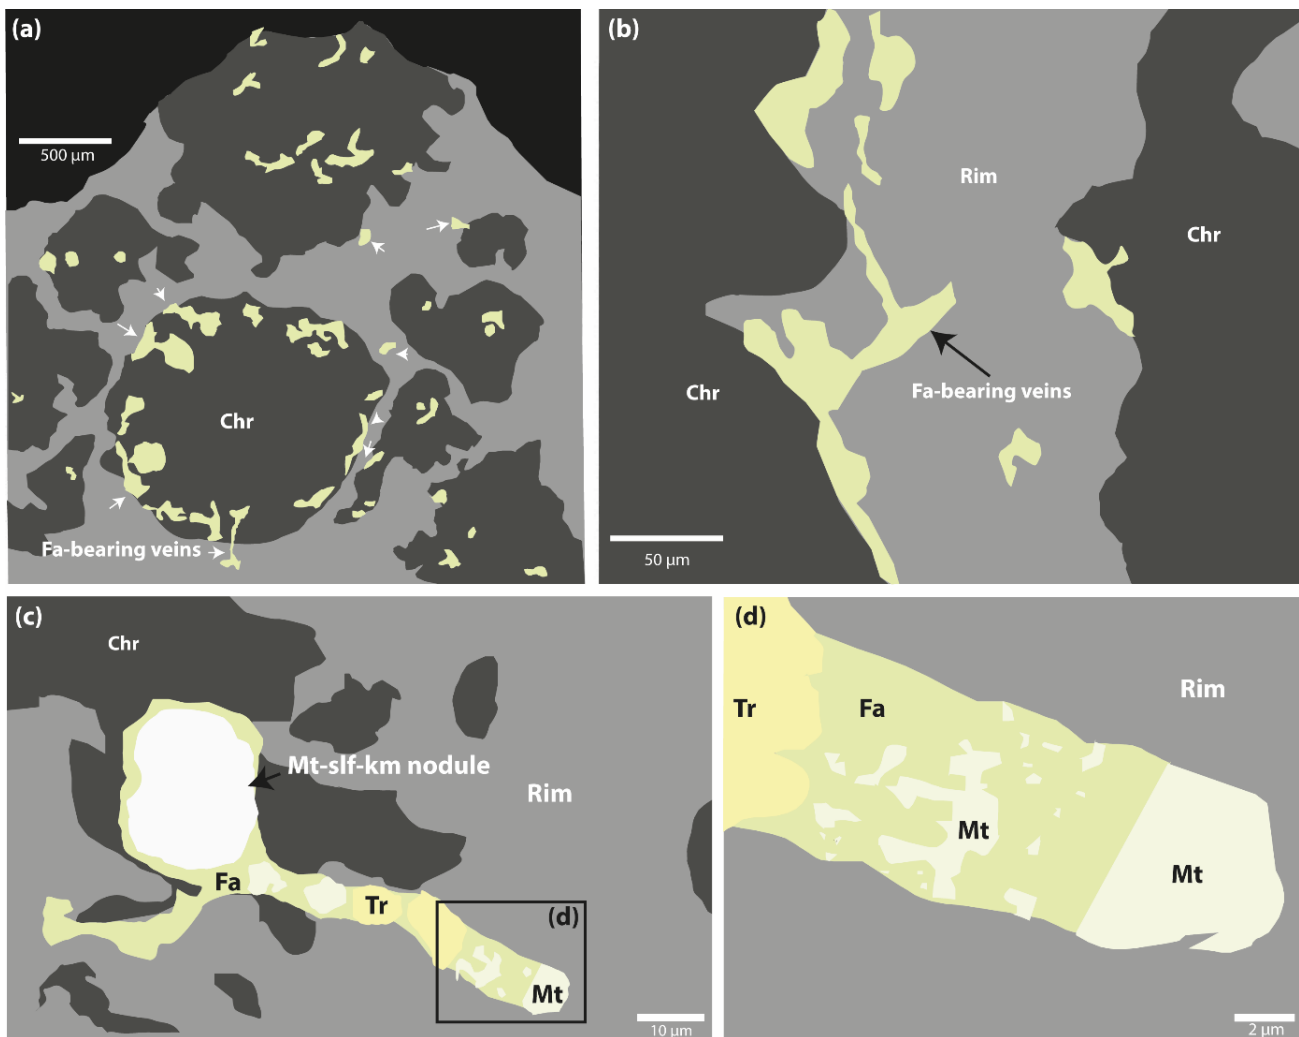 (a)
500 μm
Chr
Fa-bearing veins
(b)
Rim
Chr
Chr
Fa-bearing veins
50 μm
(c)
Chr
Mt-slf-km nodule
Rim
Fa
Tr
(d)
Mt
10 μm
(d)
Rim
Tr
Fa
Mt
Mt
2 μm